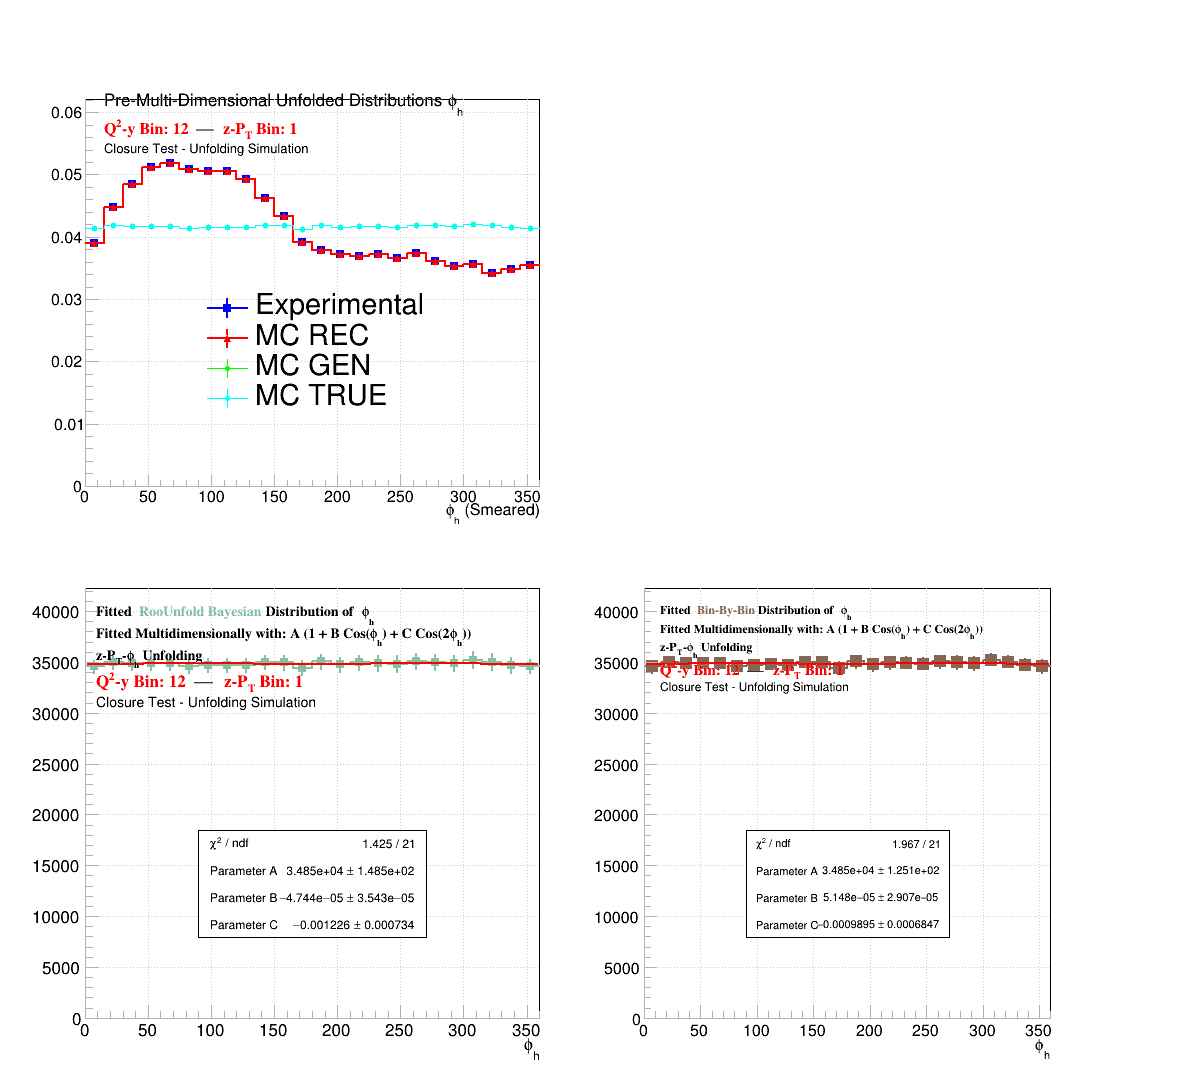 Pre-Multi-Dimensional Unfolded Distributions ϕh
Q²-y Bin: 12 — z-PT Bin: 1
Closure Test - Unfolding Simulation
0.06
0.05
0.04
0.03
0.02
0.01
0
Experimental
MC REC
MC GEN
MC TRUE
0 50 100 150 200 250 300 350
ϕh (Smeared)
Fitted RooUnfold Bayesian Distribution of ϕh
Fitted Multidimensionally with: A (1 + B Cos(ϕh) + C Cos(2ϕh))
z-PT-ϕh Unfolding
Q²-y Bin: 12 — z-PT Bin: 1
Closure Test - Unfolding Simulation
40000
35000
30000
25000
20000
15000
10000
5000
0
χ² / ndf 1.425 / 21
Parameter A 3.485e+04 ± 1.485e+02
Parameter B −4.744e−05 ± 3.543e−05
Parameter C −0.001226 ± 0.000734
0 50 100 150 200 250 300 350
ϕh
Fitted Bin-By-Bin Distribution of ϕh
Fitted Multidimensionally with: A (1 + B Cos(ϕh) + C Cos(2ϕh))
z-PT-ϕh Unfolding
Q²-y Bin: 12 — z-PT Bin: 1
Closure Test - Unfolding Simulation
40000
35000
30000
25000
20000
15000
10000
5000
0
χ² / ndf 1.967 / 21
Parameter A 3.485e+04 ± 1.251e+02
Parameter B 5.148e−05 ± 2.907e−05
Parameter C −0.0009895 ± 0.0006847
0 50 100 150 200 250 300 350
ϕh